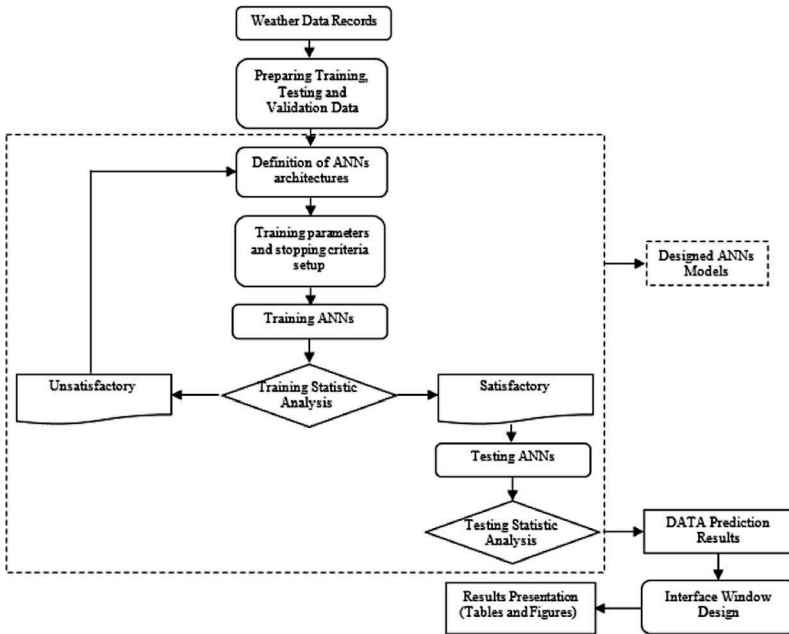 Weather Data Records
Preparing Training,
Testing and
Validation Data
Definition of ANNs
architectures
Training parameters
and stopping criteria
setup
Designed ANNs
Models
Training ANNs
Unsatisfactory
Training Statistic
Analysis
Satisfactory
Testing ANNs
Testing Statistic
Analysis
DATA Prediction
Results
Results Presentation
(Tables and Figures)
Interface Window
Design